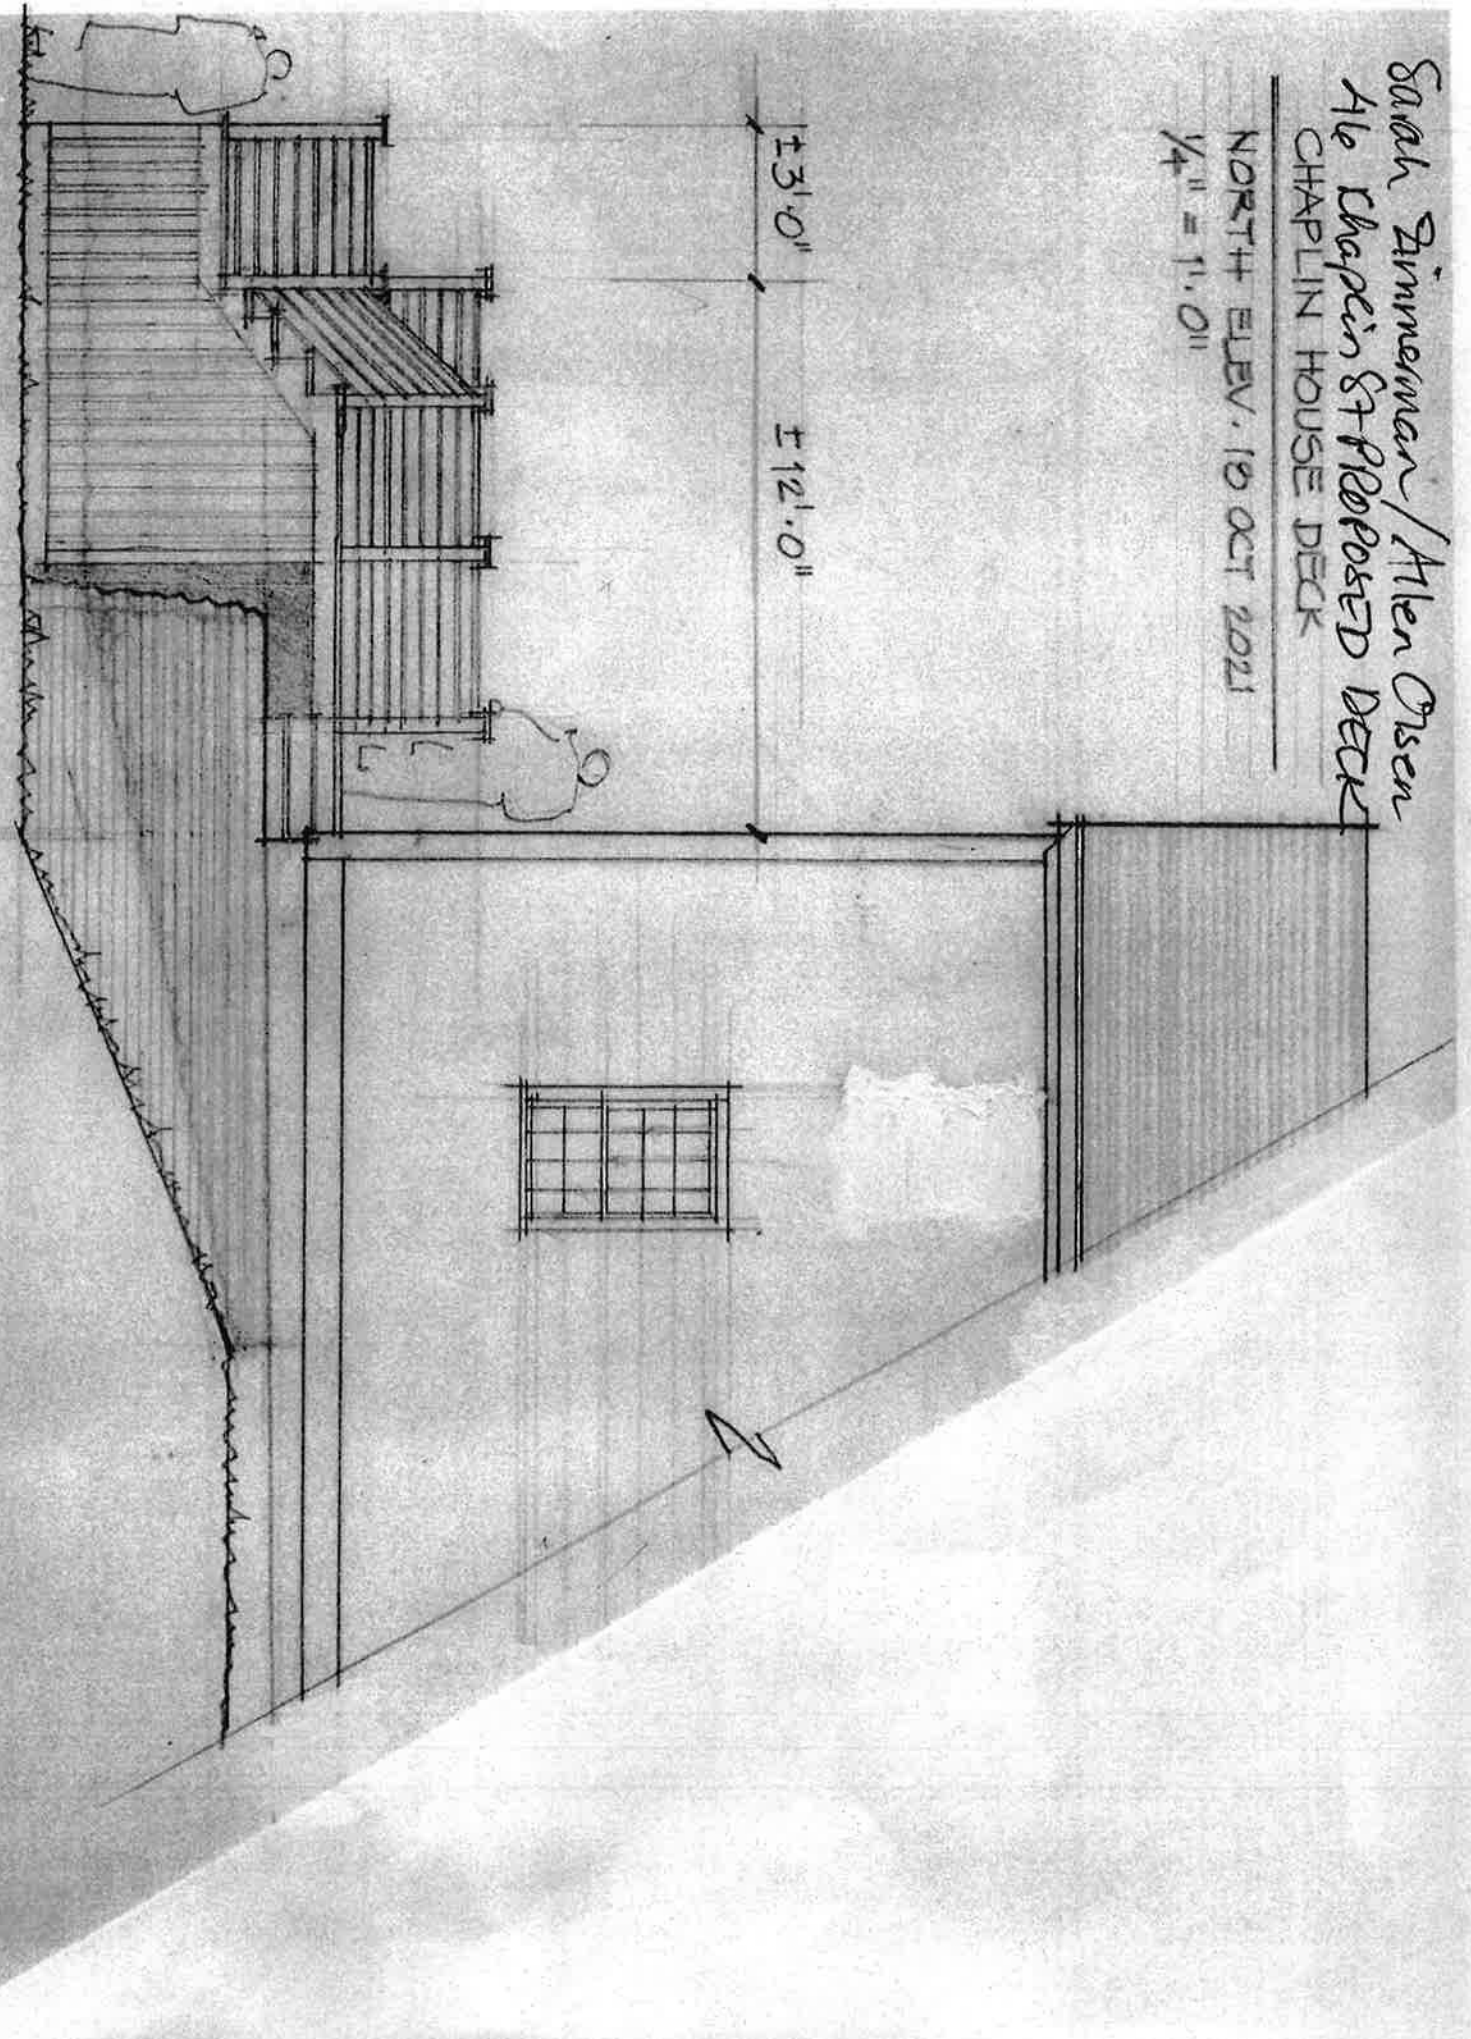 Sarah Zimmerman/Allen Olsen
46 Chaplin St PROPOSED DECK
CHAPLIN HOUSE DECK
NORTH ELEV. 18 OCT 2021
1/4" = 1'.0"
±3'.0"
±12'.0"